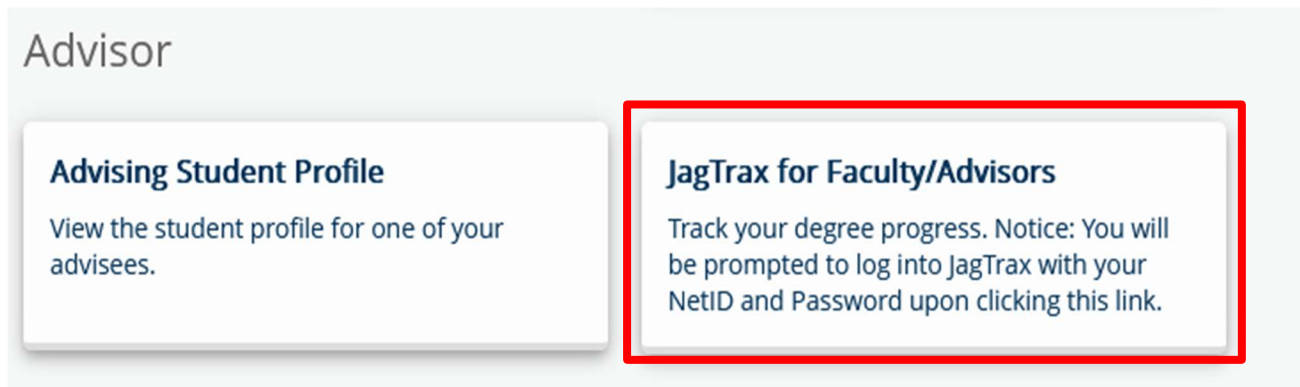 Advisor
Advising Student Profile
View the student profile for one of your
advisees.
JagTrax for Faculty/Advisors
Track your degree progress. Notice: You will
be prompted to log into JagTrax with your
NetID and Password upon clicking this link.